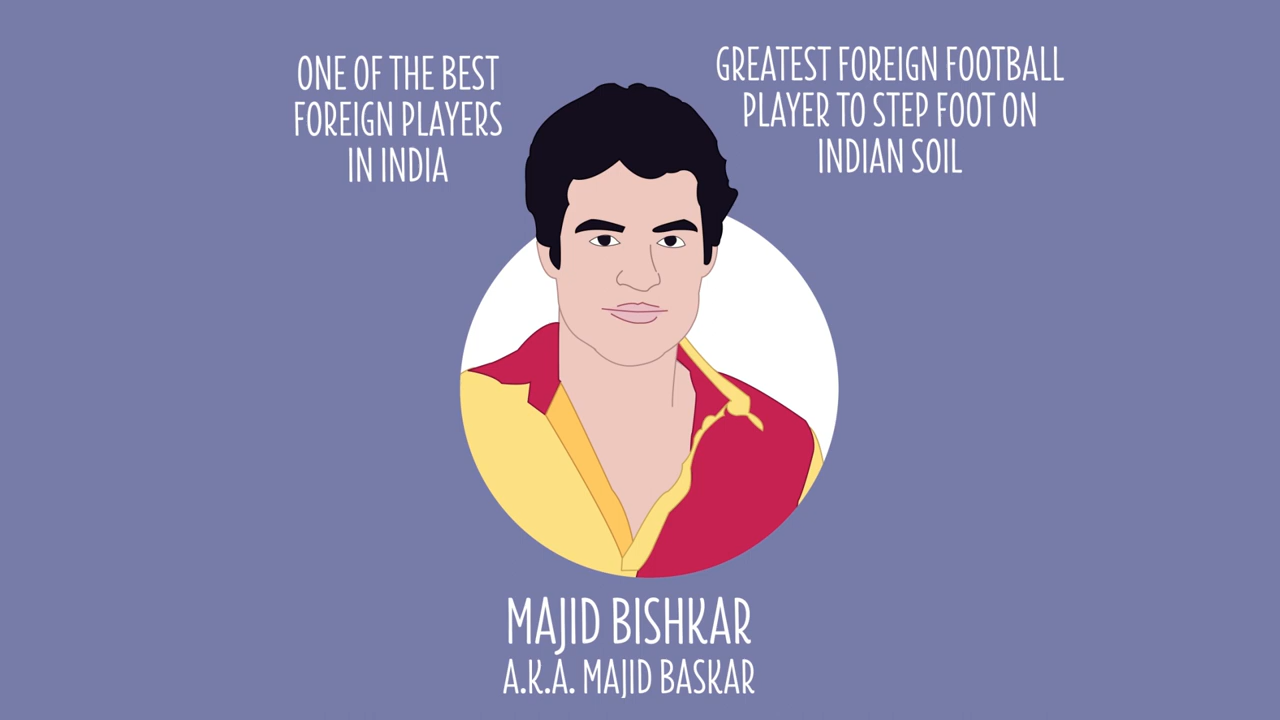 ONE OF THE BEST
FOREIGN PLAYERS
IN INDIA
GREATEST FOREIGN FOOTBALL
PLAYER TO STEP FOOT ON
INDIAN SOIL
MAJID BISHKAR
A.K.A. MAJID BASKAR